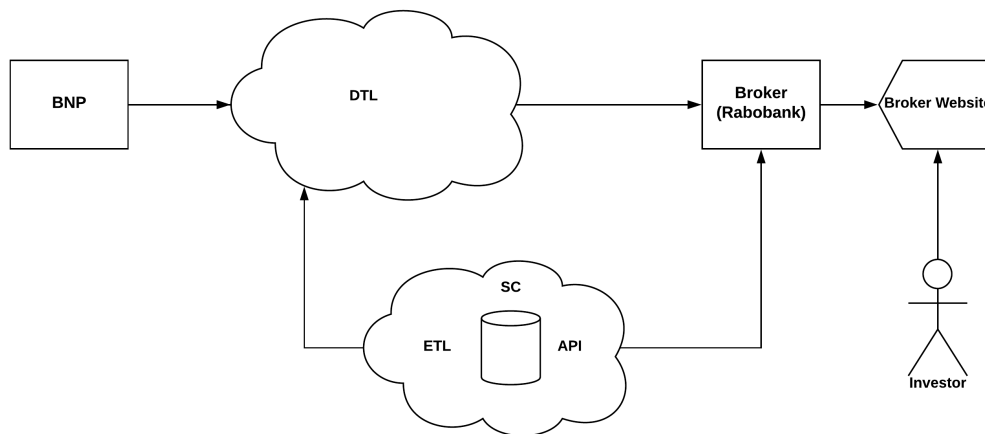 BNP
DTL
Broker
(Rabobank)
Broker Website
SC
ETL
API
Investor